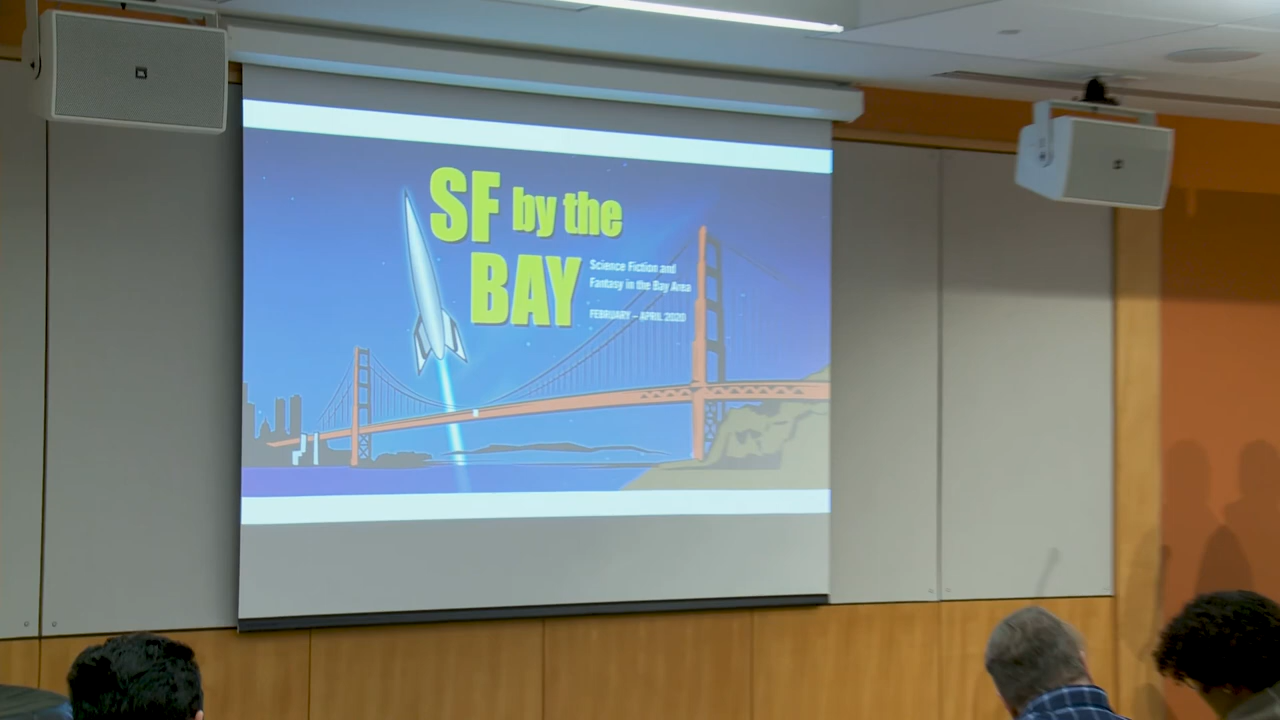 SF by the
BAY
Science Fiction and
Fantasy in the Bay Area
FEBRUARY – APRIL 2020